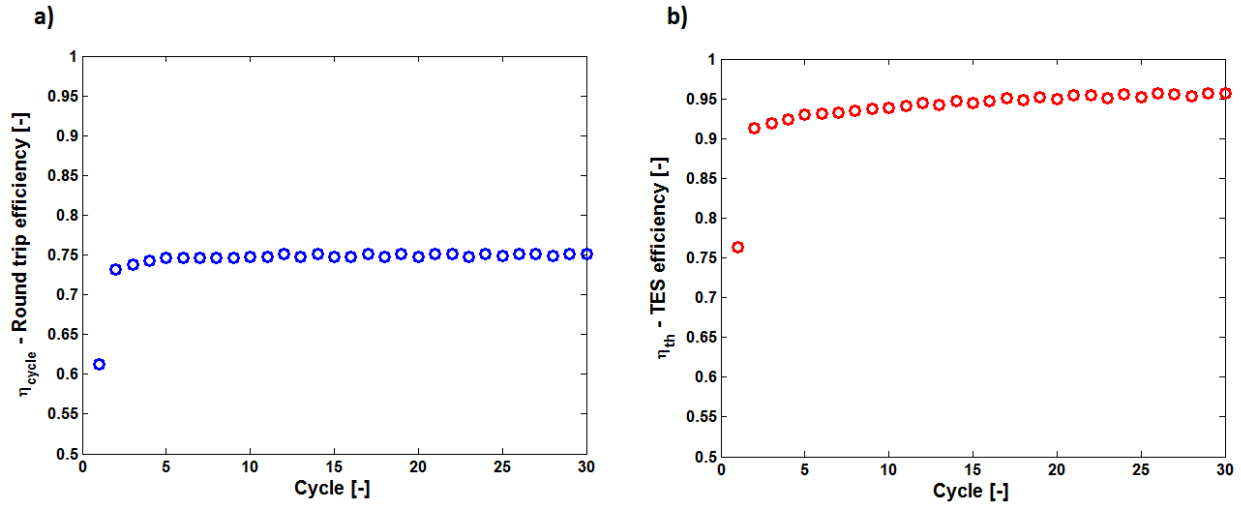 a)
1
0.95
0.9
0.85
0.8
0.75
0.7
0.65
0.6
0.55
0.5
η_cycle - Round trip efficiency [-]
0 5 10 15 20 25 30
Cycle [-]
b)
1
0.95
0.9
0.85
0.8
0.75
0.7
0.65
0.6
0.55
0.5
η_th - TES efficiency [-]
0 5 10 15 20 25 30
Cycle [-]